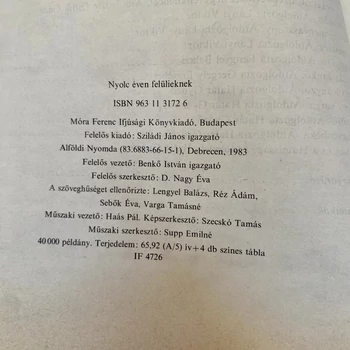 Nyolc éven felülieknek
ISBN 963 11 3172 6
Móra Ferenc Ifjúsági Könyvkiadó, Budapest
Felelős kiadó: Sziládi János igazgató
Alföldi Nyomda (83.6883-66-15-1), Debrecen, 1983
Felelős vezető: Benkő István igazgató
Felelős szerkesztő: D. Nagy Éva
A szöveghűséget ellenőrizte: Lengyel Balázs, Réz Ádám,
Sebők Éva, Varga Tamásné
Műszaki vezető: Haás Pál. Képszerkesztő: Szecskó Tamás
Műszaki szerkesztő: Supp Emilné
40 000 példány. Terjedelem: 65,92 (A/5) ív+4 db színes tábla
IF 4726